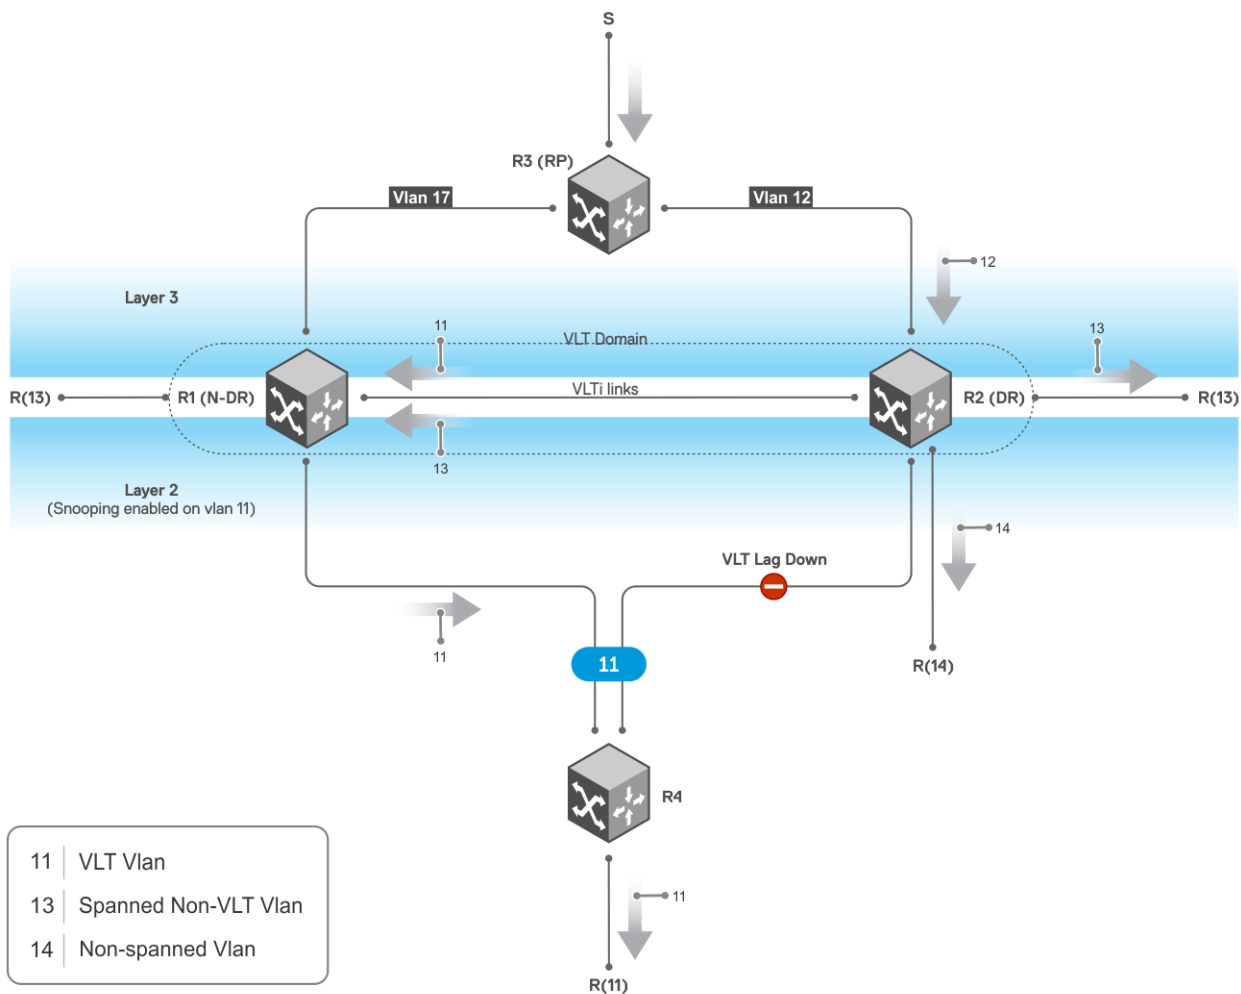 S
R3 (RP)
Vlan 17
Vlan 12
12
Layer 3
11
VLT Domain
13
R(13)
R1 (N-DR)
VLTi links
R2 (DR)
R(13)
13
Layer 2
(Snooping enabled on vlan 11)
14
VLT Lag Down
11
11
R(14)
R4
11 VLT Vlan
13 Spanned Non-VLT Vlan
14 Non-spanned Vlan
11
R(11)